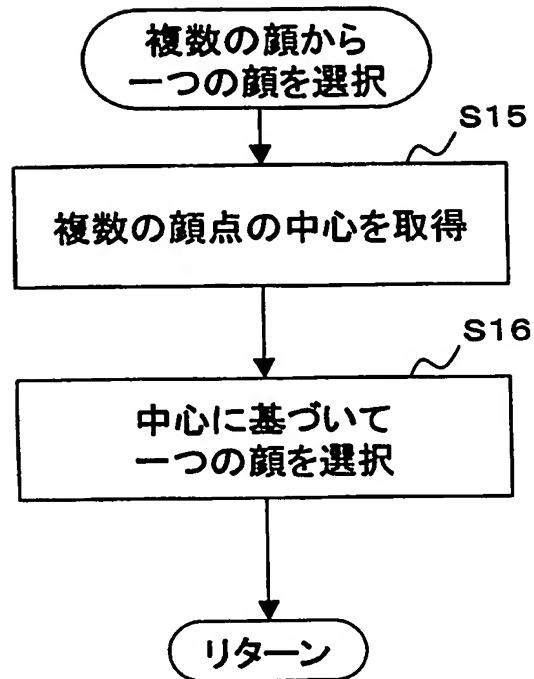 複数の顔から
一つの顔を選択
S15
複数の顔点の中心を取得
S16
中心に基づいて
一つの顔を選択
リターン